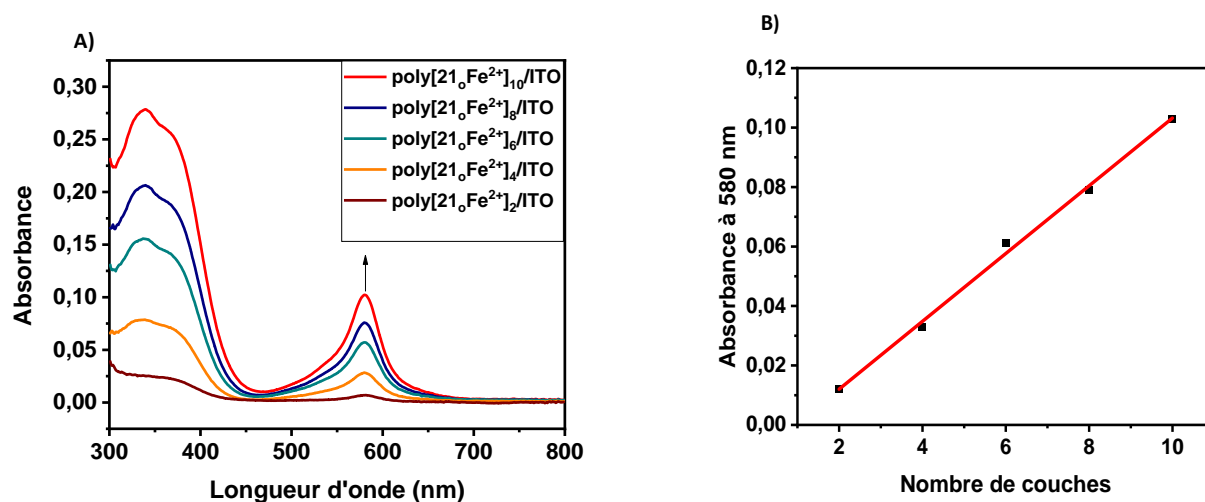 A)
0,35
0,30
0,25
0,20
0,15
0,10
0,05
0,00
Absorbance
300 400 500 600 700 800
Longueur d'onde (nm)
poly[21ₒFe²⁺]₁₀/ITO
poly[21ₒFe²⁺]₈/ITO
poly[21ₒFe²⁺]₆/ITO
poly[21ₒFe²⁺]₄/ITO
poly[21ₒFe²⁺]₂/ITO
B)
0,12
0,10
0,08
0,06
0,04
0,02
0,00
Absorbance à 580 nm
2 4 6 8 10
Nombre de couches